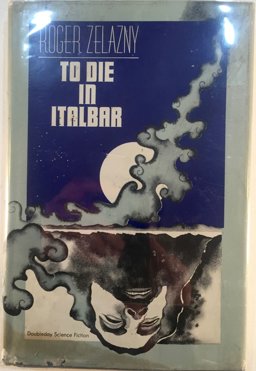 ROGER ZELAZNY
TO DIE
IN
ITALBAR
Doubleday Science Fiction